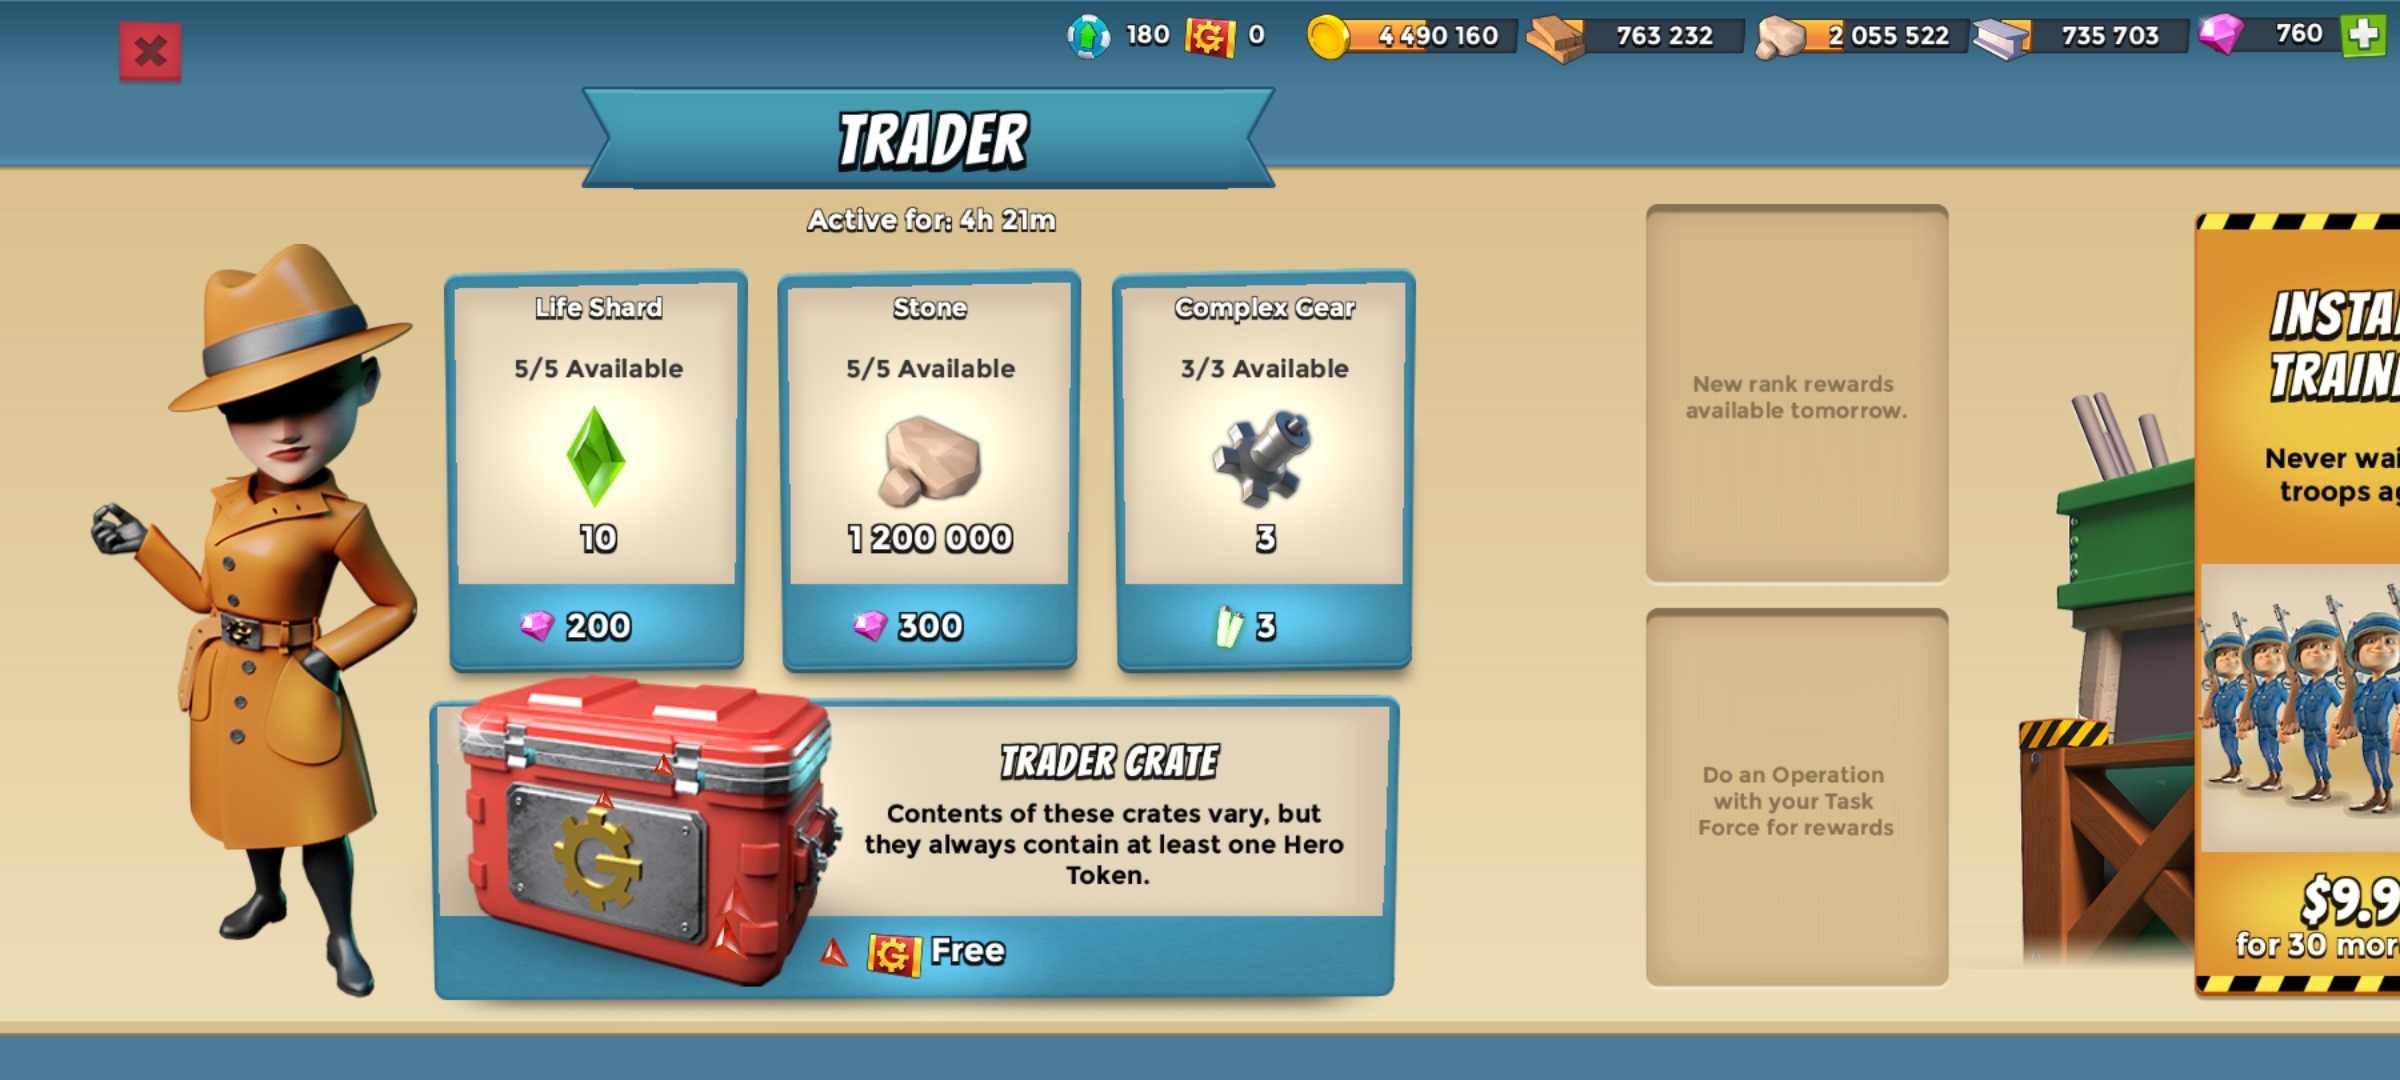 180 0 4 490 160 763 232 2 055 522 735 703 760
TRADER
Active for: 4h 21m
Life Shard
5/5 Available
10
200
Stone
5/5 Available
1 200 000
300
Complex Gear
3/3 Available
3
3
TRADER CRATE
Contents of these crates vary, but
they always contain at least one Hero
Token.
Free
New rank rewards
available tomorrow.
Do an Operation
with your Task
Force for rewards
Never
troops
$9.9
for 30